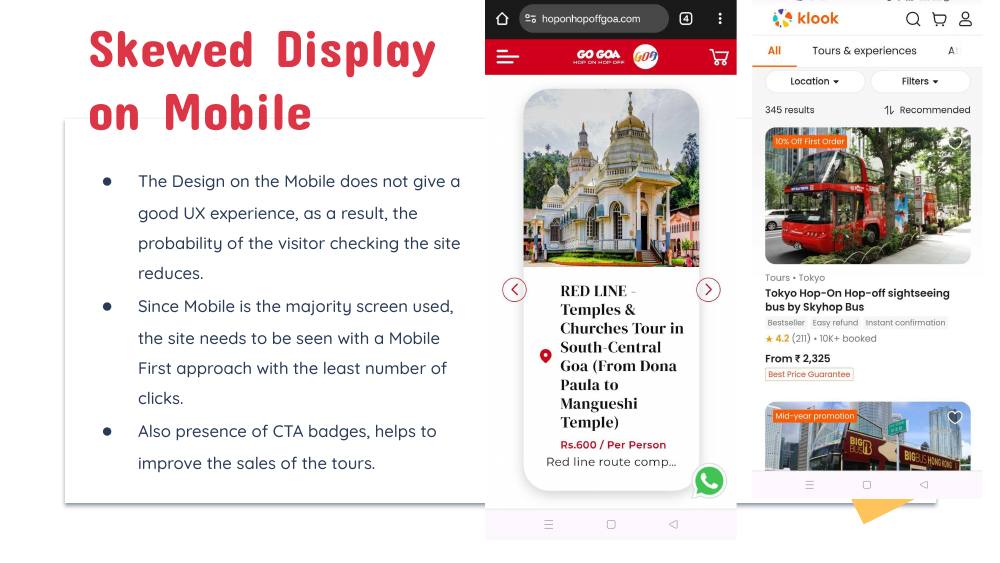 Skewed Display
on Mobile
● The Design on the Mobile does not give a
good UX experience, as a result, the
probability of the visitor checking the site
reduces.
● Since Mobile is the majority screen used,
the site needs to be seen with a Mobile
First approach with the least number of
clicks.
● Also presence of CTA badges, helps to
improve the sales of the tours.
hoponhopoffgoa.com
4
GO GOA
HOP ON HOP OFF
RED LINE -
Temples &
Churches Tour in
South-Central
Goa (From Dona
Paula to
Mangueshi
Temple)
Rs.600 / Per Person
Red line route comp...
klook
All
Tours & experiences
Location
Filters
345 results
Recommended
10% Off First Order
Tours • Tokyo
Tokyo Hop-On Hop-off sightseeing
bus by Skyhop Bus
Bestseller Easy refund Instant confirmation
★ 4.2 (211) • 10K+ booked
From ₹ 2,325
Best Price Guarantee
Mid-year promotion
BIG
BUS
BIGBUS HONG KONG